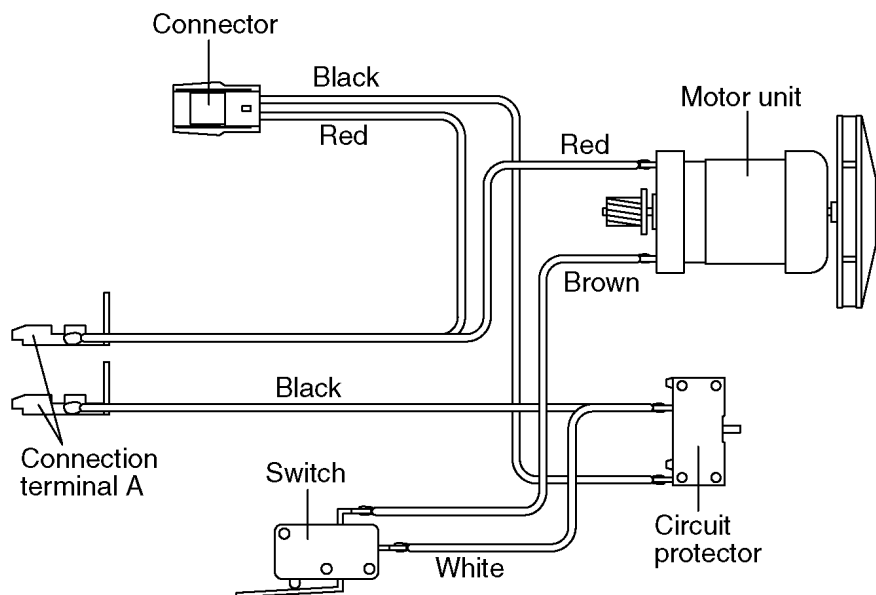 Connector
Black
Motor unit
Red
Red
Brown
Black
Connection
terminal A
Switch
White
Circuit
protector